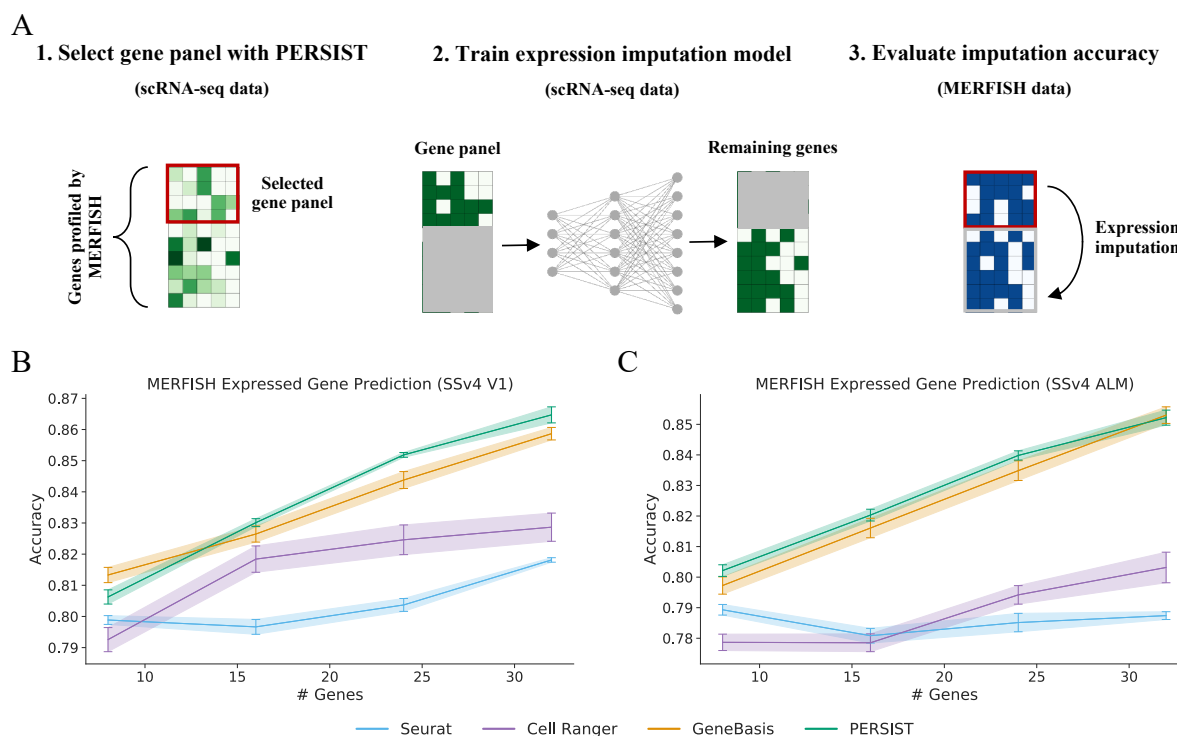 A
1. Select gene panel with PERSIST
(scRNA-seq data)
2. Train expression imputation model
(scRNA-seq data)
3. Evaluate imputation accuracy
(MERFISH data)
Genes profiled by
MERFISH
Selected
gene panel
Gene panel
Remaining genes
Expression
imputation
B
MERFISH Expressed Gene Prediction (SSv4 V1)
Accuracy
0.87
0.86
0.85
0.84
0.83
0.82
0.81
0.80
0.79
10
15
20
25
30
# Genes
C
MERFISH Expressed Gene Prediction (SSv4 ALM)
Accuracy
0.85
0.84
0.83
0.82
0.81
0.80
0.79
0.78
10
15
20
25
30
# Genes
Seurat
Cell Ranger
GeneBasis
PERSIST